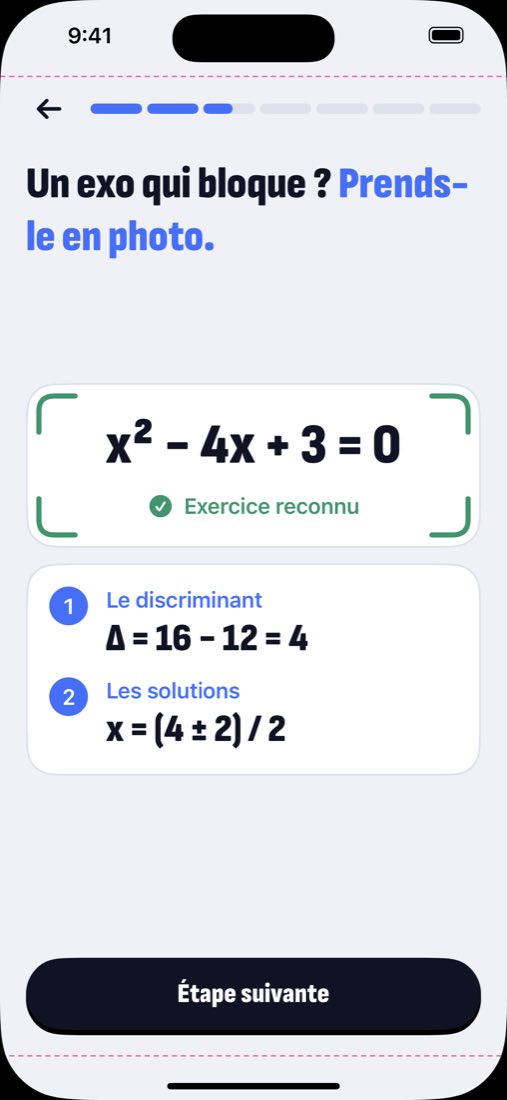 9:41
Un exo qui bloque ? Prends-
le en photo.
x² − 4x + 3 = 0
Exercice reconnu
1 Le discriminant
Δ = 16 − 12 = 4
2 Les solutions
x = (4 ± 2) / 2
Étape suivante